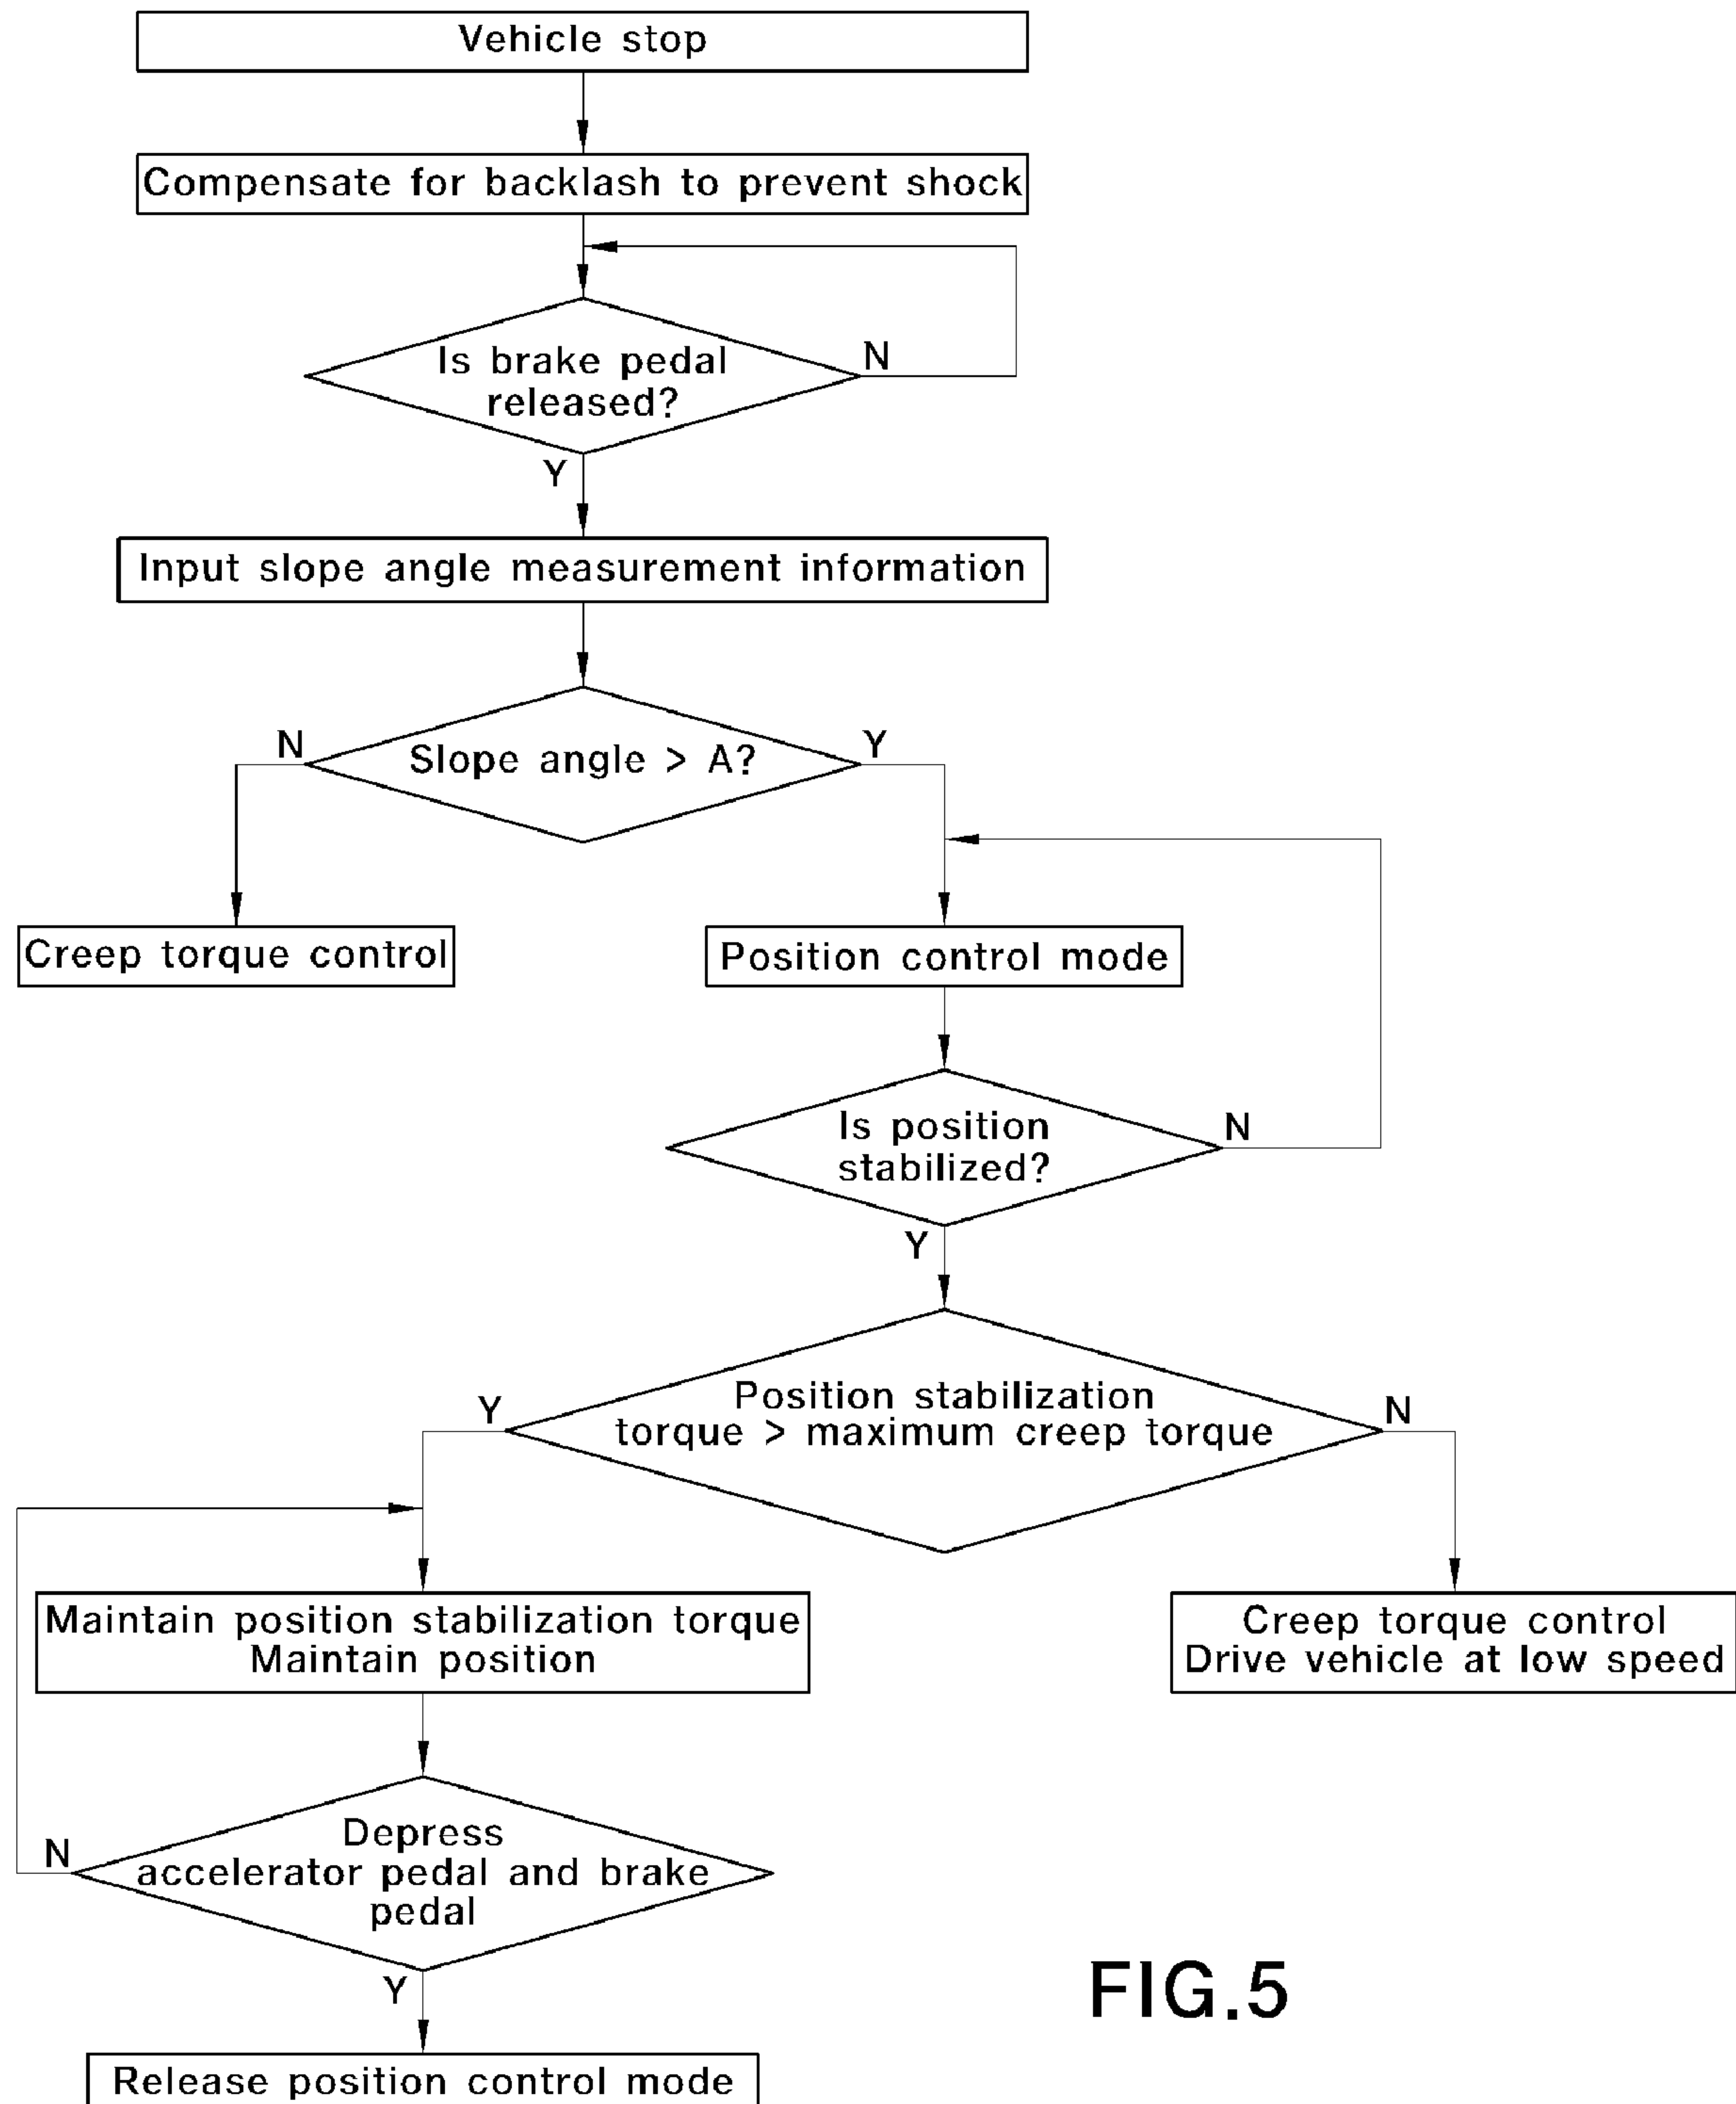 Vehicle stop
Compensate for backlash to prevent shock
Is brake pedal
released?
N
Y
Input slope angle measurement information
Slope angle > A?
N
Y
Creep torque control
Position control mode
Is position
stabilized?
N
Y
Position stabilization
torque > maximum creep torque
Y
N
Maintain position stabilization torque
Maintain position
Creep torque control
Drive vehicle at low speed
Depress
accelerator pedal and brake
pedal
N
Y
Release position control mode
FIG.5